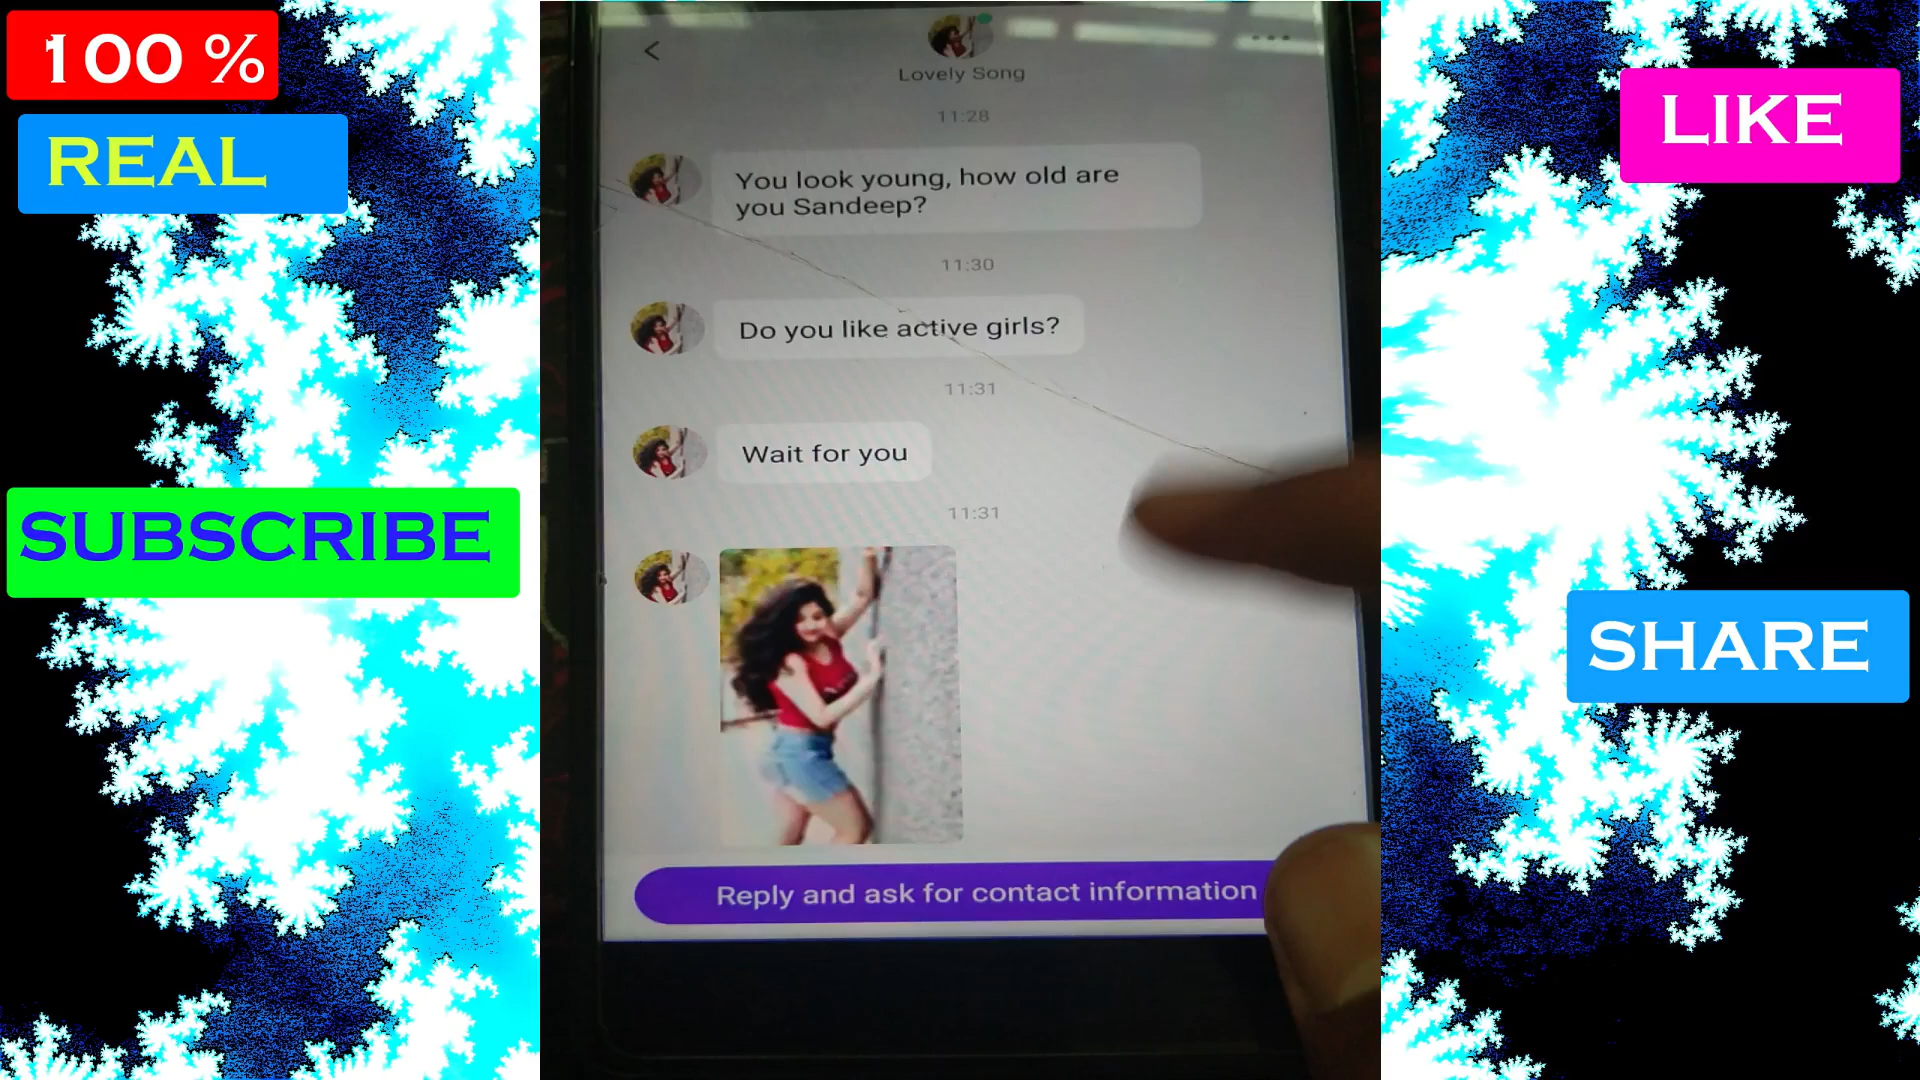 100 %
REAL
SUBSCRIBE
LIKE
SHARE
Lovely Song
11:28
You look young, how old are
you Sandeep?
11:30
Do you like active girls?
11:31
Wait for you
11:31
Reply and ask for contact information